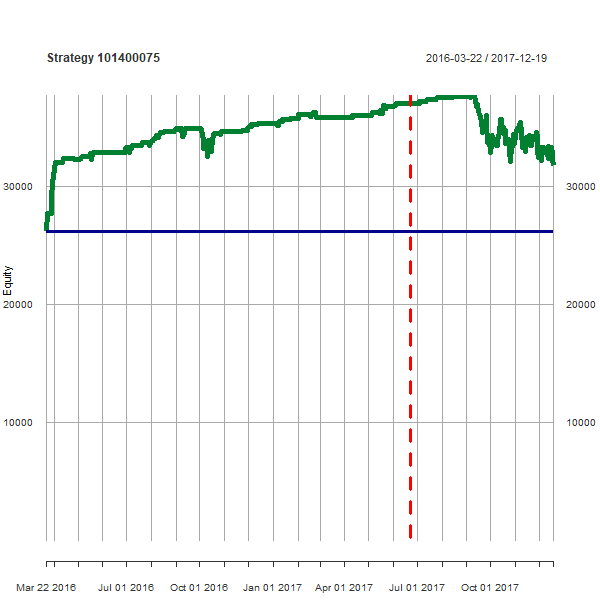 Strategy 101400075
2016-03-22 / 2017-12-19
30000
30000
Equity
20000
20000
10000
10000
Mar 22 2016
Jul 01 2016
Oct 01 2016
Jan 01 2017
Apr 01 2017
Jul 01 2017
Oct 01 2017